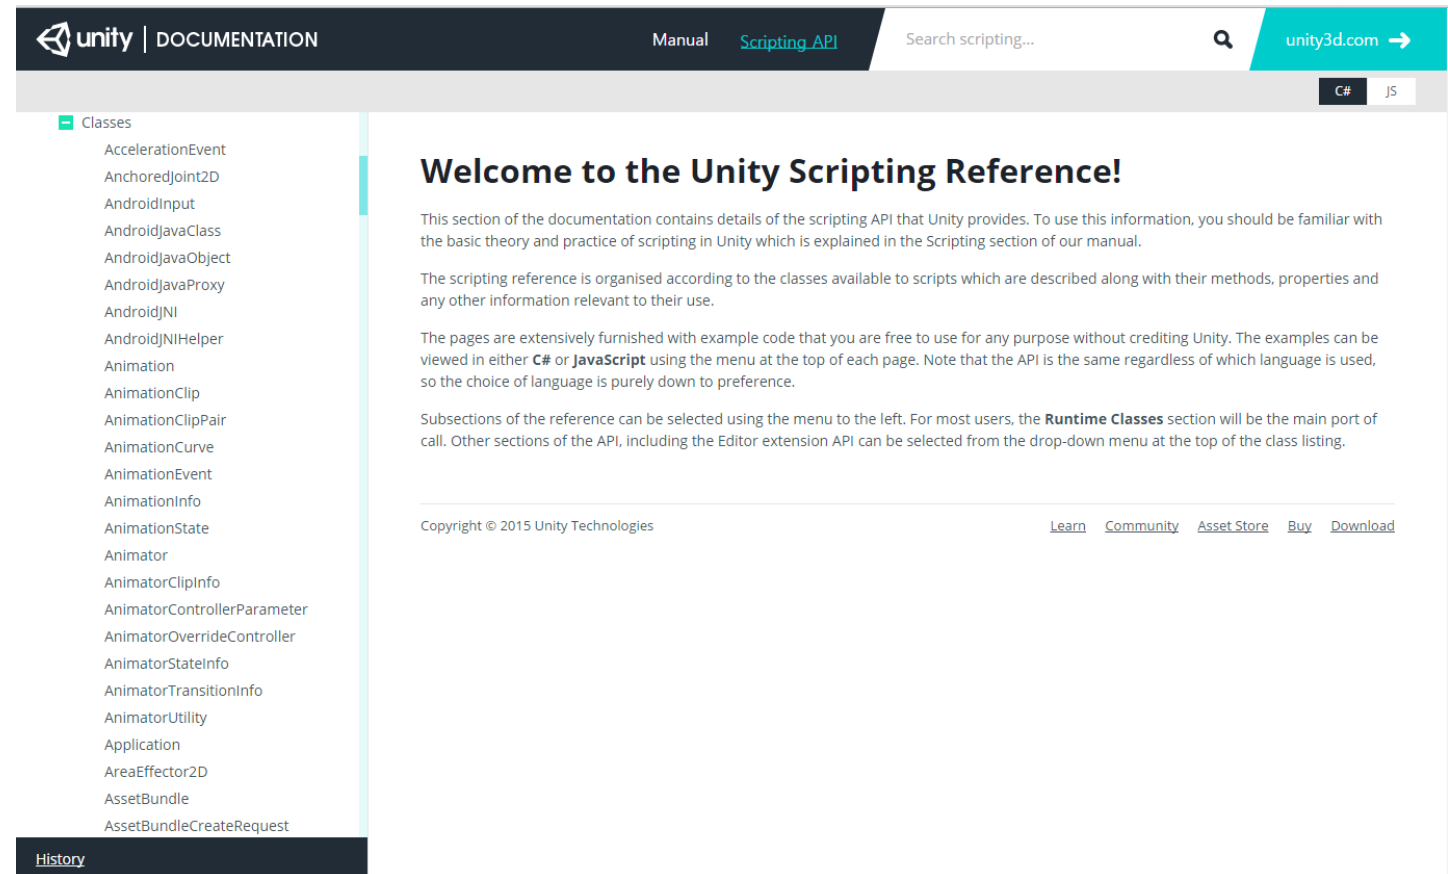 unity | DOCUMENTATION
Manual
Scripting API
Search scripting...
unity3d.com
C#
JS
Classes
AccelerationEvent
AnchoredJoint2D
AndroidInput
AndroidJavaClass
AndroidJavaObject
AndroidJavaProxy
AndroidJNI
AndroidJNIHelper
Animation
AnimationClip
AnimationClipPair
AnimationCurve
AnimationEvent
AnimationInfo
AnimationState
Animator
AnimatorClipInfo
AnimatorControllerParameter
AnimatorOverrideController
AnimatorStateInfo
AnimatorTransitionInfo
AnimatorUtility
Application
AreaEffector2D
AssetBundle
AssetBundleCreateRequest
History
Welcome to the Unity Scripting Reference!
This section of the documentation contains details of the scripting API that Unity provides. To use this information, you should be familiar with
the basic theory and practice of scripting in Unity which is explained in the Scripting section of our manual.
The scripting reference is organised according to the classes available to scripts which are described along with their methods, properties and
any other information relevant to their use.
The pages are extensively furnished with example code that you are free to use for any purpose without crediting Unity. The examples can be
viewed in either C# or JavaScript using the menu at the top of each page. Note that the API is the same regardless of which language is used,
so the choice of language is purely down to preference.
Subsections of the reference can be selected using the menu to the left. For most users, the Runtime Classes section will be the main port of
call. Other sections of the API, including the Editor extension API can be selected from the drop-down menu at the top of the class listing.
Copyright © 2015 Unity Technologies
Learn Community Asset Store Buy Download